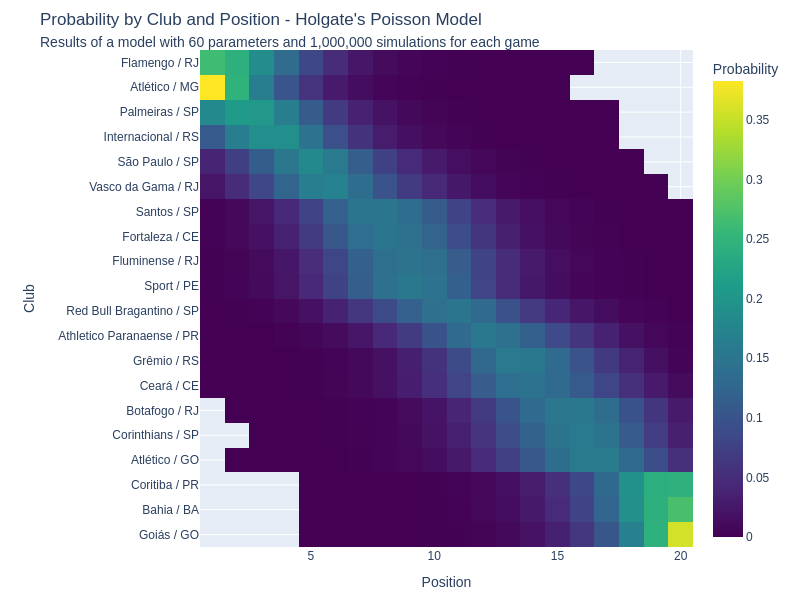 Probability by Club and Position - Holgate's Poisson Model
Results of a model with 60 parameters and 1,000,000 simulations for each game
Flamengo / RJ
Atlético / MG
Palmeiras / SP
Internacional / RS
São Paulo / SP
Vasco da Gama / RJ
Santos / SP
Fortaleza / CE
Fluminense / RJ
Sport / PE
Red Bull Bragantino / SP
Athletico Paranaense / PR
Grêmio / RS
Ceará / CE
Botafogo / RJ
Corinthians / SP
Atlético / GO
Coritiba / PR
Bahia / BA
Goiás / GO
Club
5
10
15
20
Position
Probability
0.35
0.3
0.25
0.2
0.15
0.1
0.05
0